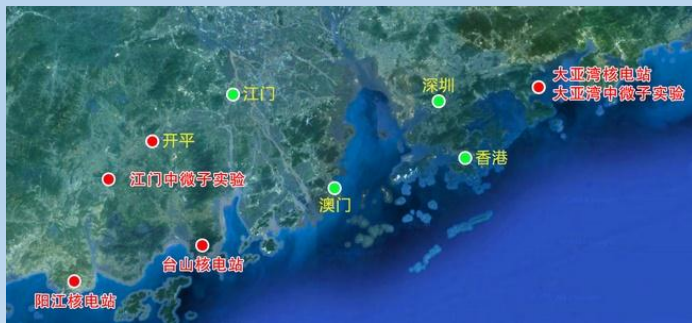 大亚湾核电站
大亚湾中微子实验
深圳
江门
开平
香港
江门中微子实验
澳门
台山核电站
阳江核电站